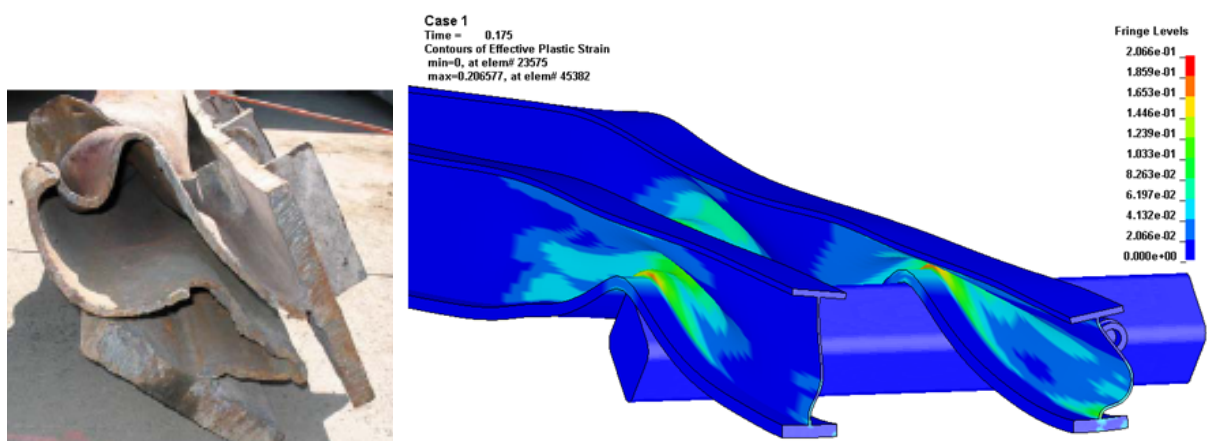 Case 1
Time = 0.175
Contours of Effective Plastic Strain
min=0, at elem# 23575
max=0.206577, at elem# 45382
Fringe Levels
2.066e-01
1.859e-01
1.653e-01
1.446e-01
1.239e-01
1.033e-01
8.263e-02
6.197e-02
4.132e-02
2.066e-02
0.000e+00